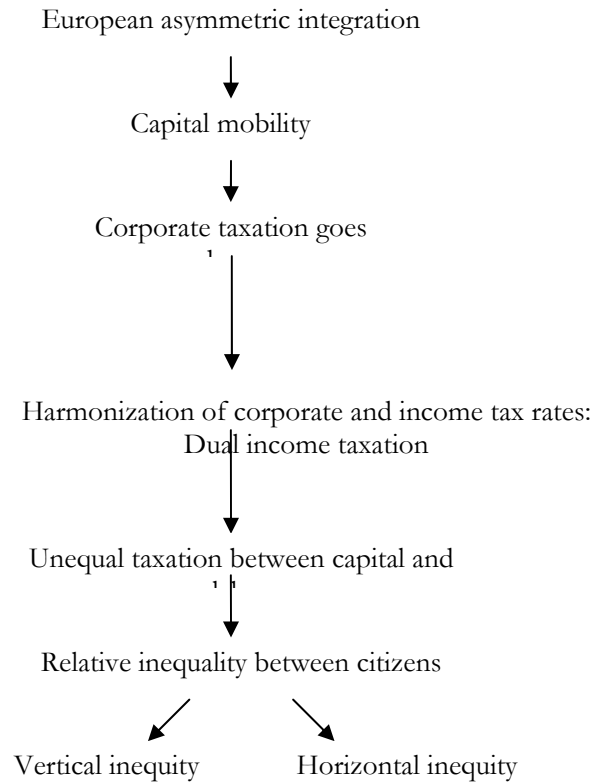 European asymmetric integration
Capital mobility
Corporate taxation goes
Harmonization of corporate and income tax rates:
Dual income taxation
Unequal taxation between capital and
Relative inequality between citizens
Vertical inequity
Horizontal inequity